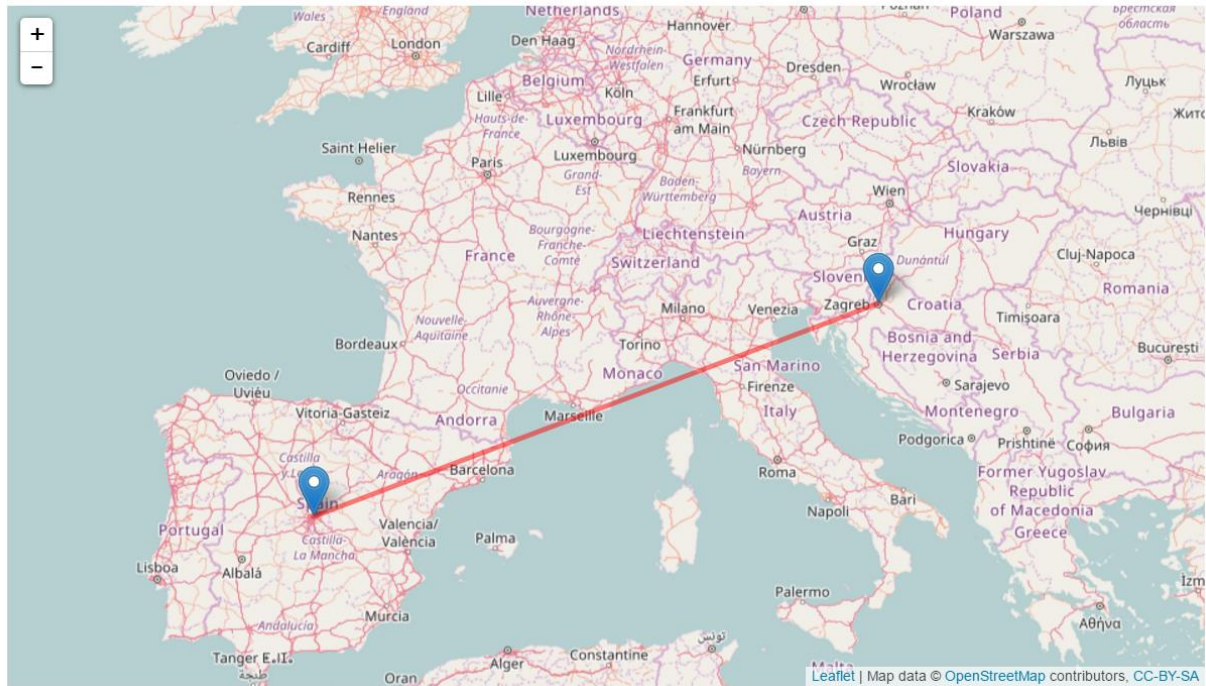 +
−
Wales
England
Cardiff
London
Netherlands
Den Haag
Hannover
Poland
Warszawa
Брестская
область
Nordrhein
Westfalen
Germany
Belgium
Köln
Erfurt
Dresden
Wrocław
Луцьк
Lille
Hauts-de-
France
Luxembourg
Luxembourg
Frankfurt
am Main
Czech Republic
Kraków
Львів
Saint Helier
Paris
Grand-
Est
Nürnberg
Bayern
Baden-
Württemberg
Slovakia
Rennes
Wien
Чернівці
Nantes
Bourgogne-
Franche-
Comté
Liechtenstein
Austria
Hungary
France
Switzerland
Graz
Dunántúl
Cluj-Napoca
Auvergne-
Rhône-
Alpes
Milano
Venezia
Zagreb
Croatia
Romania
Timișoara
Nouvelle-
Aquitaine
Bordeaux
Torino
Bosnia and
Herzegovina
Serbia
București
Oviedo /
Uviéu
Occitanie
Monaco
San Marino
Firenze
Sarajevo
Vitoria-Gasteiz
Andorra
Marseille
Italy
Montenegro
Bulgaria
Podgorica
Prishtinë
София
Castilla
Aragón
Barcelona
Roma
Former Yugoslav
Republic
of Macedonia
Spain
Bari
Napoli
Portugal
Valencia/
València
Castilla-
La Mancha
Palma
Greece
Lisboa
Albalá
Palermo
Αθήνα
Murcia
Andalucía
Tanger
طنجة
Oran
Alger
Constantine
تونس
Malta
Leaflet | Map data © OpenStreetMap contributors, CC-BY-SA